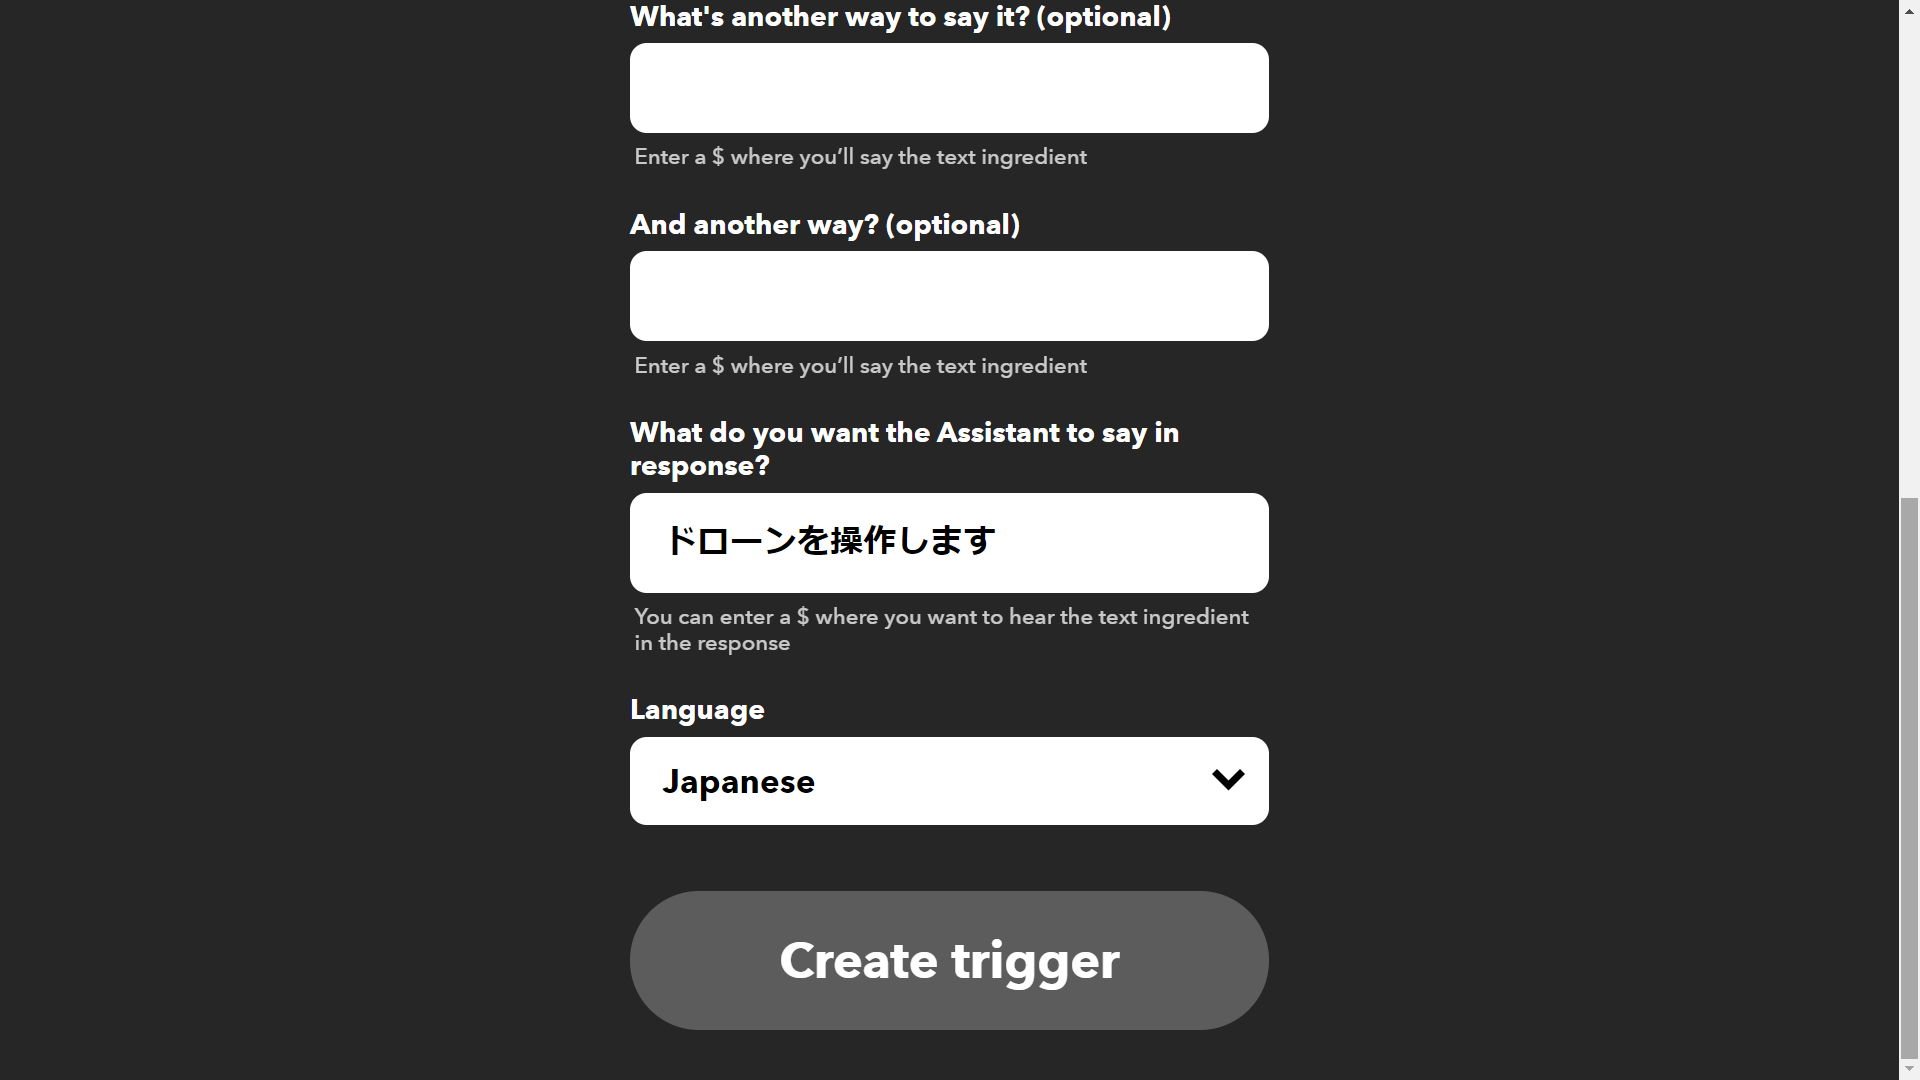 What's another way to say it? (optional)
Enter a $ where you’ll say the text ingredient
And another way? (optional)
Enter a $ where you’ll say the text ingredient
What do you want the Assistant to say in
response?
ドローンを操作します
You can enter a $ where you want to hear the text ingredient
in the response
Language
Japanese
Create trigger